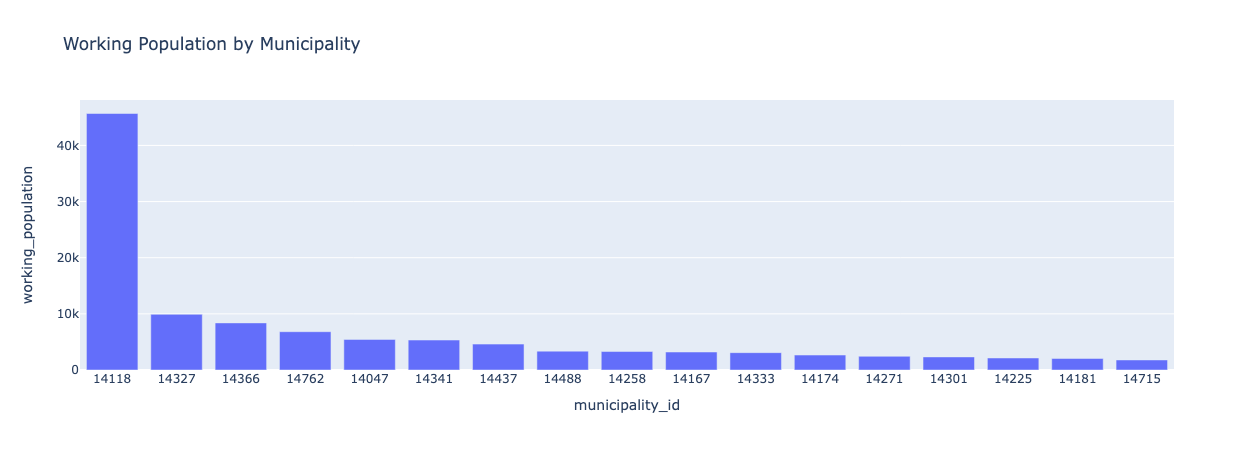 Working Population by Municipality
working_population
40k
30k
20k
10k
0
14118 14327 14366 14762 14047 14341 14437 14488 14258 14167 14333 14174 14271 14301 14225 14181 14715
municipality_id